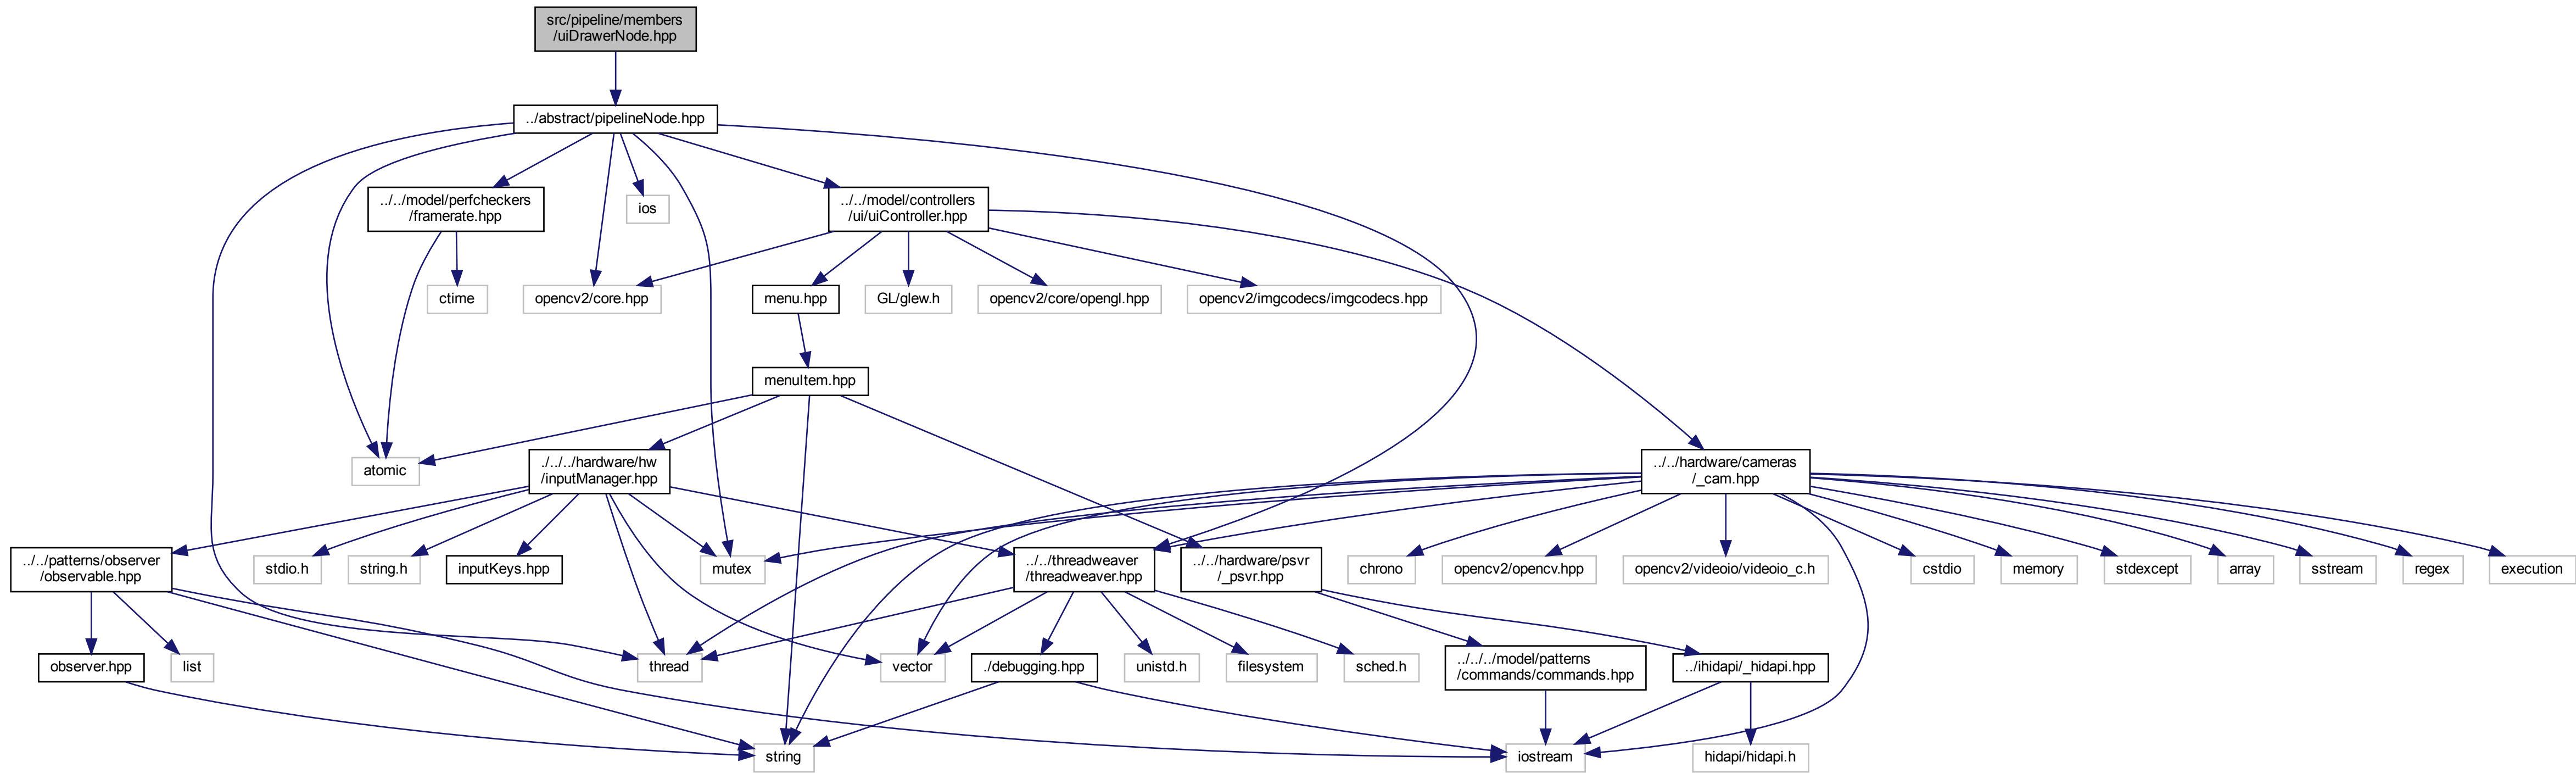 src/pipeline/members
/uiDrawerNode.hpp
../abstract/pipelineNode.hpp
../../model/perfcheckers
/framerate.hpp
ios
../../model/controllers
/ui/uiController.hpp
ctime
opencv2/core.hpp
menu.hpp
GL/glew.h
opencv2/core/opengl.hpp
opencv2/imgcodecs/imgcodecs.hpp
menuItem.hpp
atomic
./../../hardware/hw
/inputManager.hpp
../../hardware/cameras
/_cam.hpp
../../patterns/observer
/observable.hpp
stdio.h
string.h
inputKeys.hpp
mutex
../../threadweaver
/threadweaver.hpp
../../hardware/psvr
/_psvr.hpp
chrono
opencv2/opencv.hpp
opencv2/videoio/videoio_c.h
cstdio
memory
stdexcept
array
sstream
regex
execution
observer.hpp
list
thread
vector
./debugging.hpp
unistd.h
filesystem
sched.h
../../../model/patterns
/commands/commands.hpp
../ihidapi/_hidapi.hpp
string
iostream
hidapi/hidapi.h